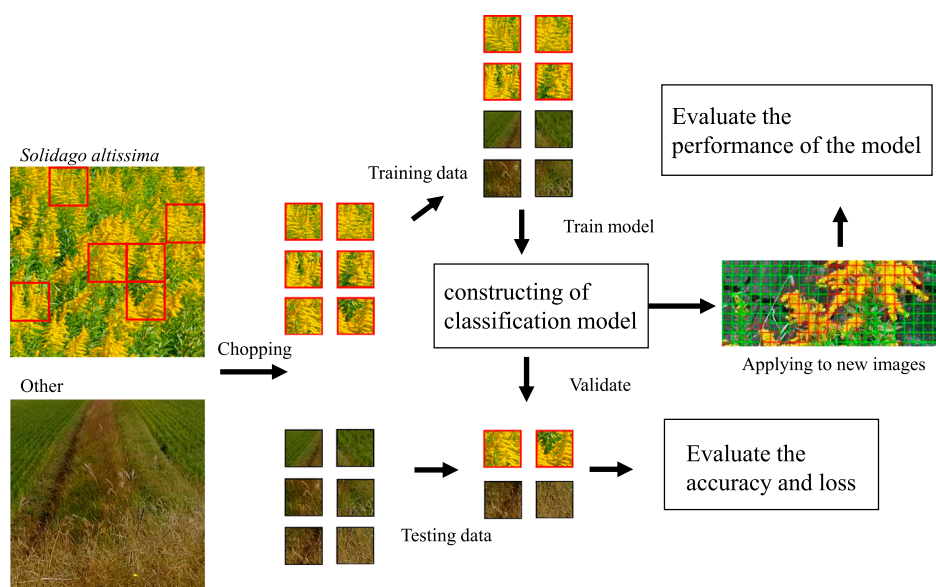 Solidago altissima
Chopping
Other
Training data
Testing data
Train model
constructing of
classification model
Validate
Evaluate the
performance of the model
Applying to new images
Evaluate the
accuracy and loss